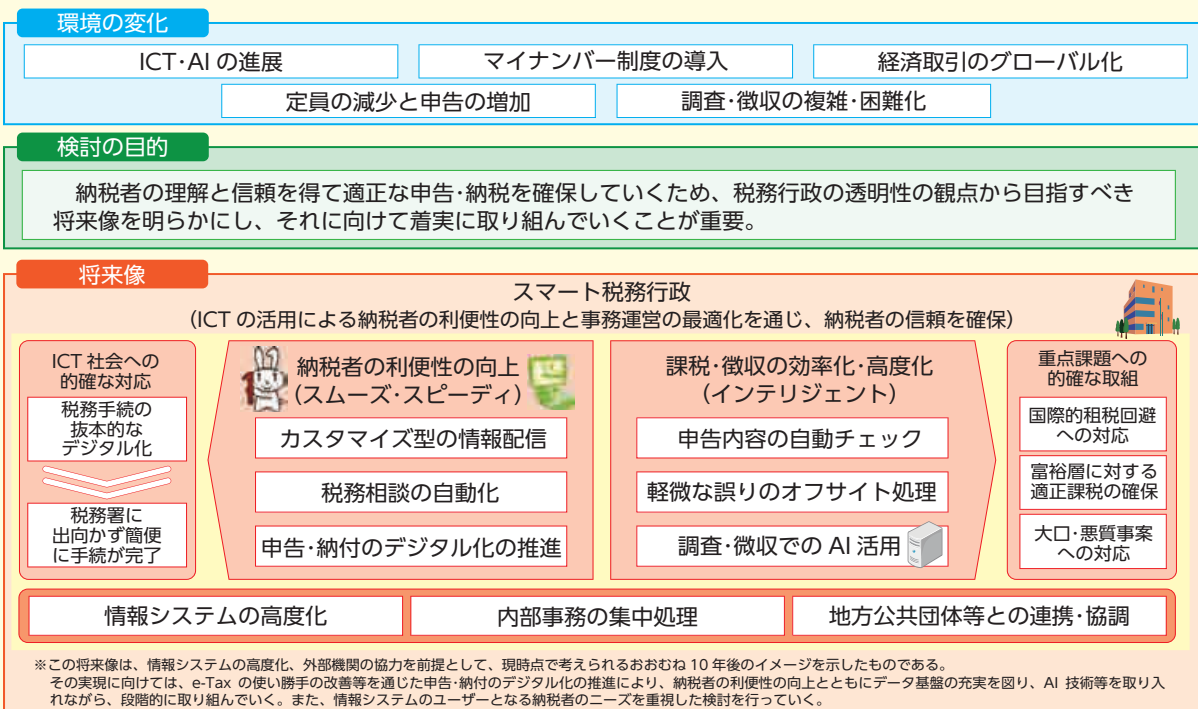 環境の変化
ICT・AI の進展
マイナンバー制度の導入
経済取引のグローバル化
定員の減少と申告の増加
調査・徴収の複雑・困難化
検討の目的
納税者の理解と信頼を得て適正な申告・納税を確保していくため、税務行政の透明性の観点から目指すべき
将来像を明らかにし、それに向けて着実に取り組んでいくことが重要。
将来像
スマート税務行政
（ICT の活用による納税者の利便性の向上と事務運営の最適化を通じ、納税者の信頼を確保）
ICT 社会への
的確な対応
税務手続の
抜本的な
デジタル化
税務署に
出向かず簡便
に手続が完了
納税者の利便性の向上
（スムーズ・スピーディ）
カスタマイズ型の情報配信
税務相談の自動化
申告・納付のデジタル化の推進
課税・徴収の効率化・高度化
（インテリジェント）
申告内容の自動チェック
軽微な誤りのオフサイト処理
調査・徴収での AI 活用
重点課題への
的確な取組
国際的租税回避
への対応
富裕層に対する
適正課税の確保
大口・悪質事案
への対応
情報システムの高度化
内部事務の集中処理
地方公共団体等との連携・協調
※この将来像は、情報システムの高度化、外部機関の協力を前提として、現時点で考えられるおおむね 10 年後のイメージを示したものである。
その実現に向けては、e-Tax の使い勝手の改善等を通じた申告・納付のデジタル化の推進により、納税者の利便性の向上とともにデータ基盤の充実を図り、AI 技術等を取り入
れながら、段階的に取り組んでいく。また、情報システムのユーザーとなる納税者のニーズを重視した検討を行っていく。